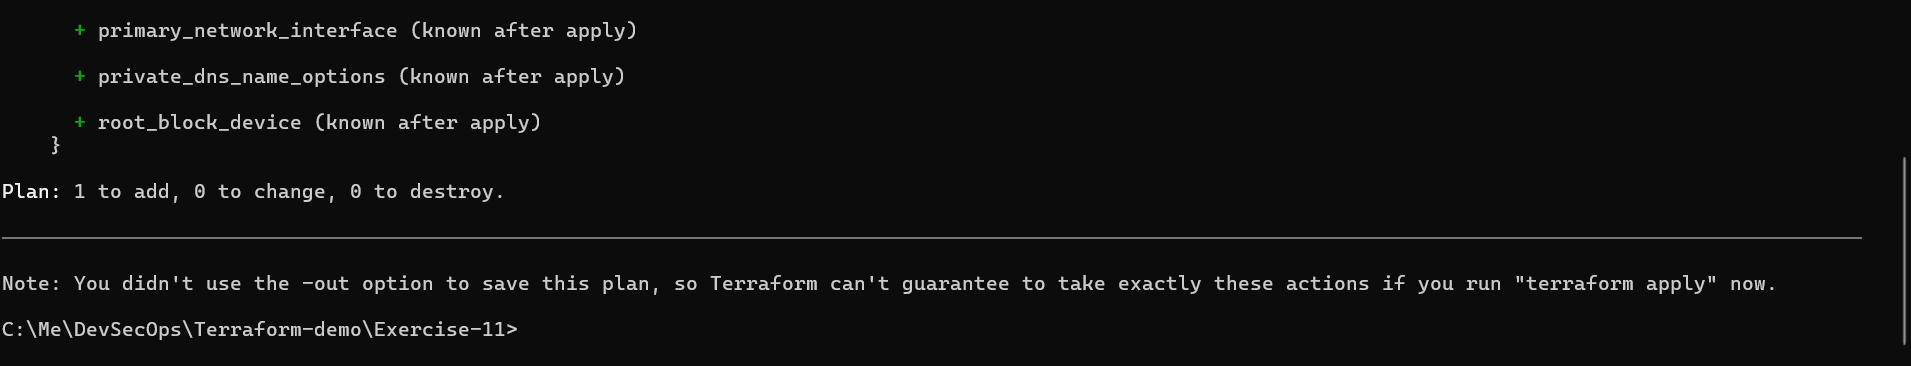 + primary_network_interface (known after apply)
+ private_dns_name_options (known after apply)
+ root_block_device (known after apply)
}
Plan: 1 to add, 0 to change, 0 to destroy.
Note: You didn't use the -out option to save this plan, so Terraform can't guarantee to take exactly these actions if you run "terraform apply" now.
C:\Me\DevSecOps\Terraform-demo\Exercise-11>